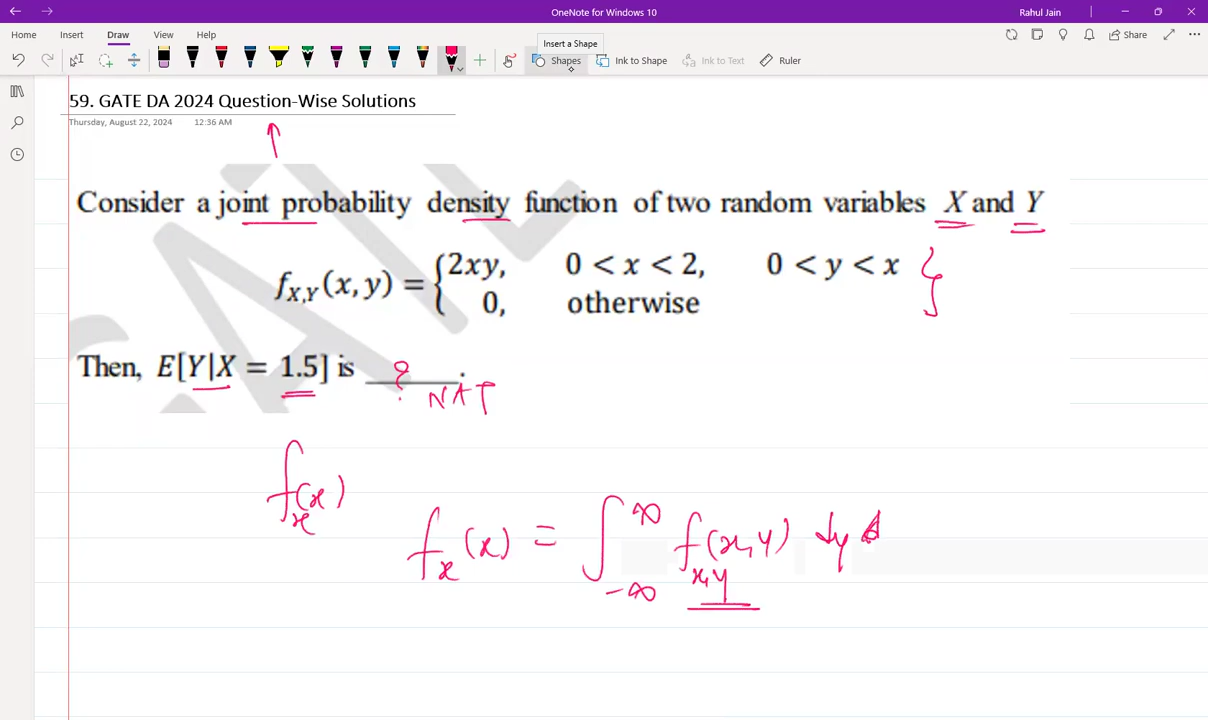 OneNote for Windows 10
Rahul Jain
Home Insert Draw View Help
Insert a Shape
Share
Shapes Ink to Shape Ink to Text Ruler
59. GATE DA 2024 Question-Wise Solutions
Thursday, August 22, 2024 12:36 AM
Consider a joint probability density function of two random variables X and Y
f_{X,Y}(x, y) = { 2xy, 0 < x < 2, 0 < y < x }
0, otherwise
Then, E[Y|X = 1.5] is ______.
?
NAT
f_x(x)
f_x(x) = ∫_{-∞}^{∞} f_{x,y}(x,y) dy